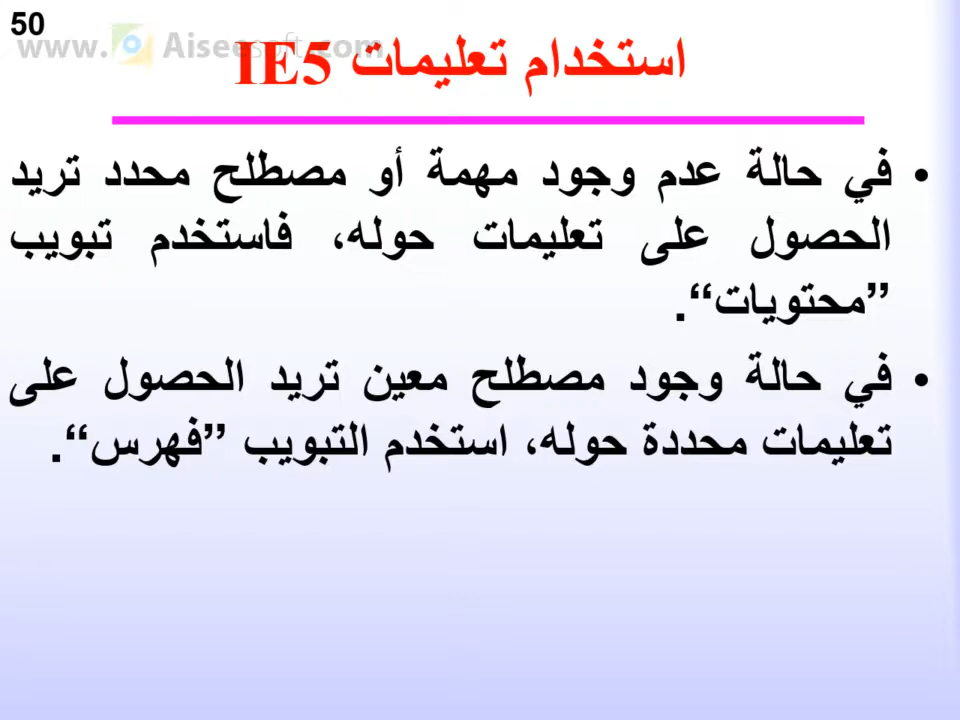 50
www.Aiseesoft.com
استخدام تعليمات IE5
• في حالة عدم وجود مهمة أو مصطلح محدد تريد
الحصول على تعليمات حوله، فاستخدم تبويب
”محتويات“.
• في حالة وجود مصطلح معين تريد الحصول على
تعليمات محددة حوله، استخدم التبويب ”فهرس“.